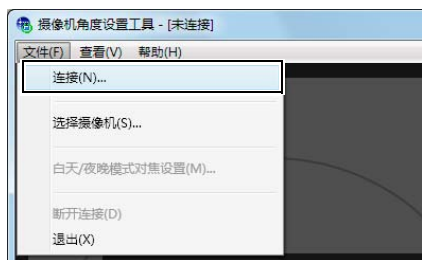 摄像机角度设置工具 - [未连接]
文件(F) 查看(V) 帮助(H)
连接(N)...
选择摄像机(S)...
白天/夜晚模式对焦设置(M)...
断开连接(D)
退出(X)